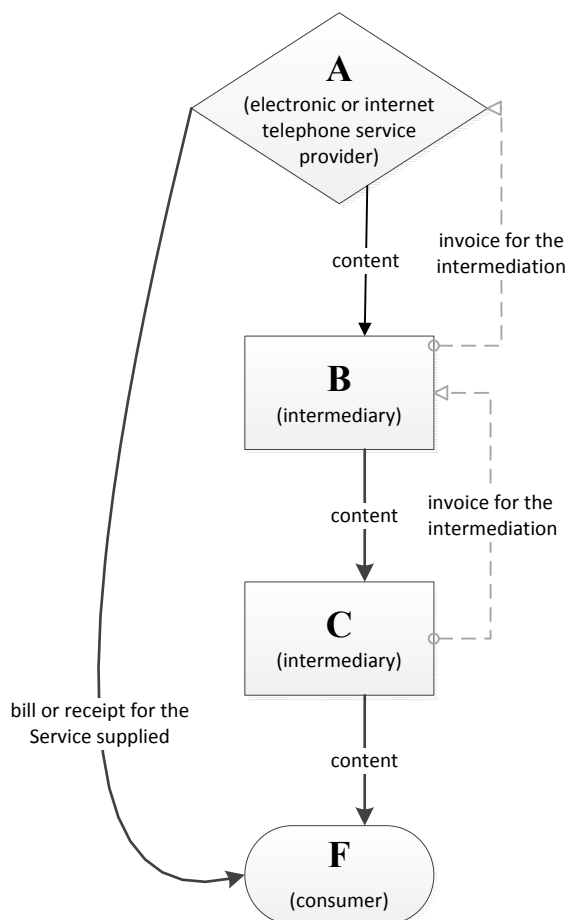 A
(electronic or internet
telephone service
provider)
invoice for the
intermediation
content
B
(intermediary)
content
invoice for the
intermediation
C
(intermediary)
bill or receipt for the
Service supplied
content
F
(consumer)